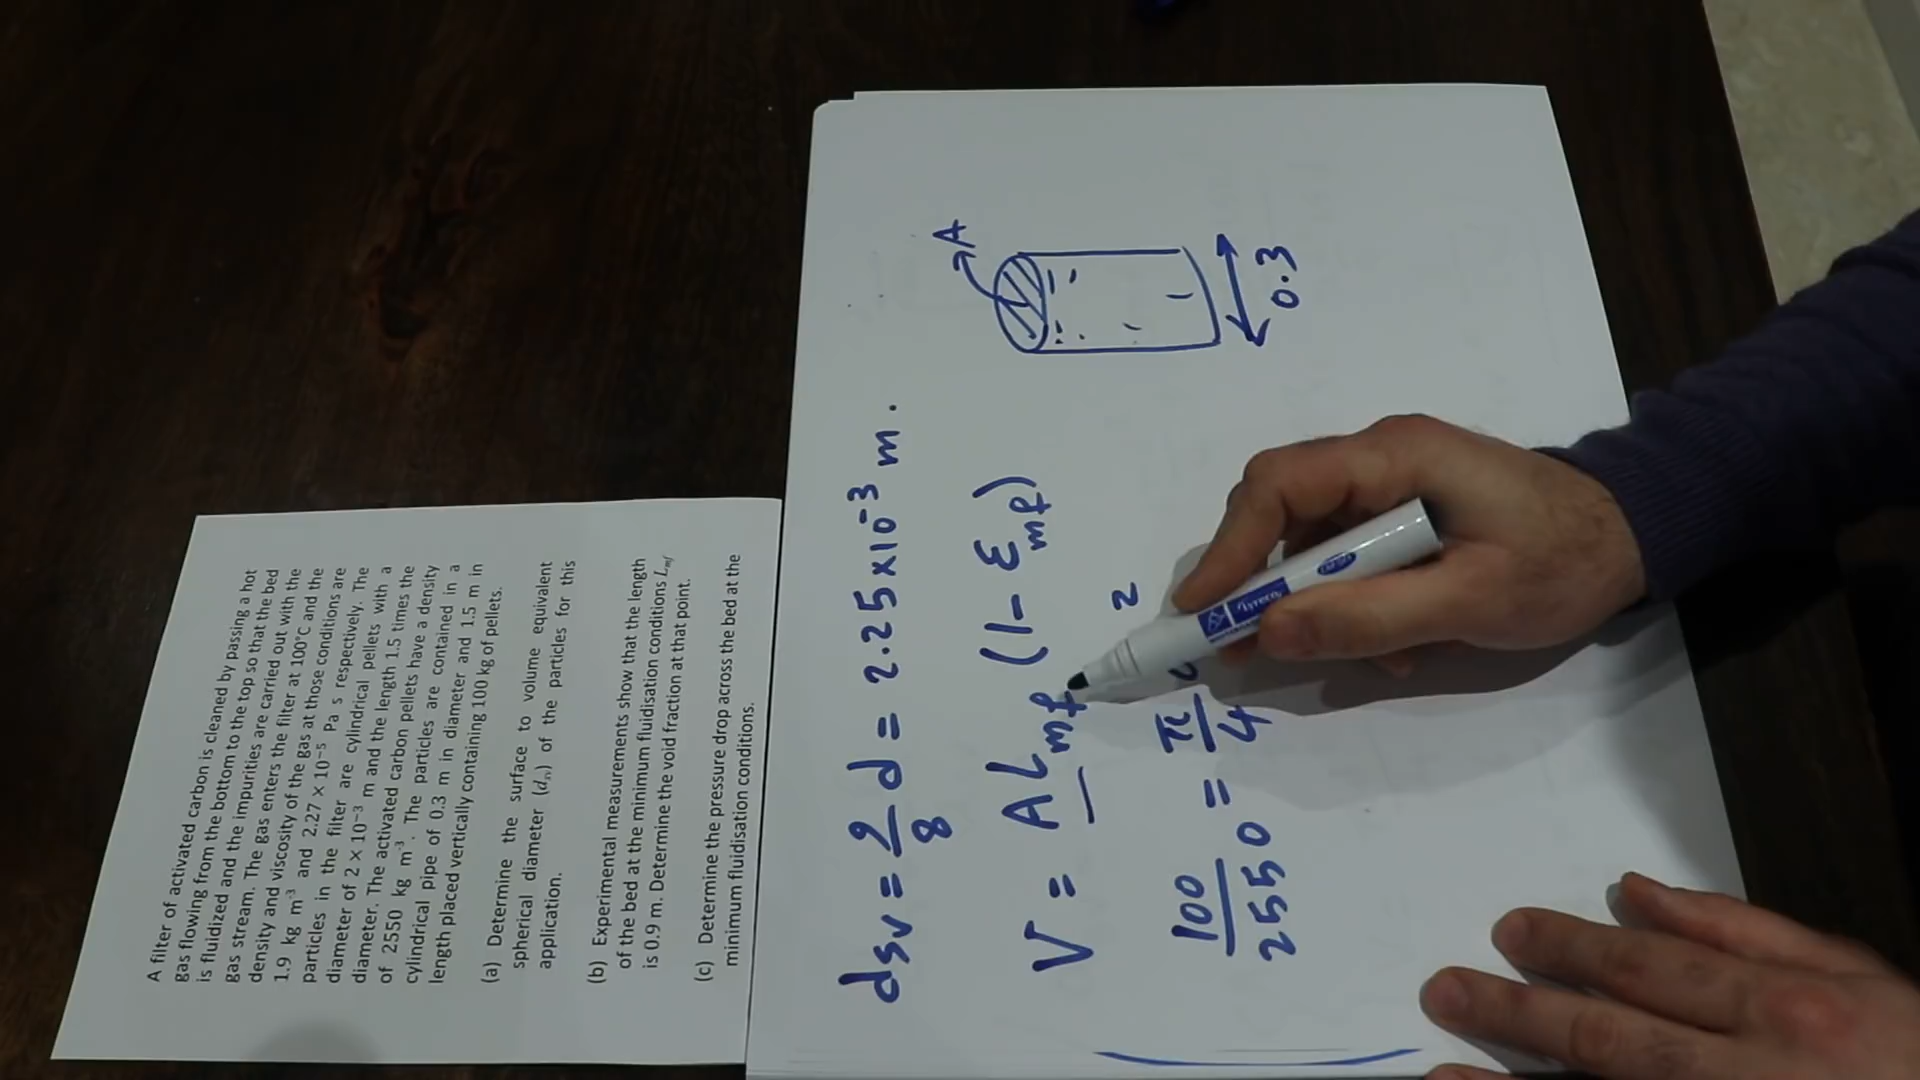 A filter of activated carbon is cleaned by passing a hot
gas flowing from the bottom to the top so that the bed
is fluidized and the impurities are carried out with the
gas stream. The gas enters the filter at 100°C and the
density and viscosity of the gas at those conditions are
1.9 kg m⁻³ and 2.27 × 10⁻⁵ Pa s respectively. The
particles in the filter are cylindrical pellets with a
diameter of 2 × 10⁻³ m and the length 1.5 times the
diameter. The activated carbon pellets have a density
of 2550 kg m⁻³. The particles are contained in a
cylindrical pipe of 0.3 m in diameter and 1.5 m in
length placed vertically containing 100 kg of pellets.
(a) Determine the surface to volume equivalent
spherical diameter (dsv) of the particles for this
application.
(b) Experimental measurements show that the length
of the bed at the minimum fluidisation conditions Lmf
is 0.9 m. Determine the void fraction at that point.
(c) Determine the pressure drop across the bed at the
minimum fluidisation conditions.
dsv = 9/8 d = 2.25 × 10⁻³ m.
V = A Lmf (1 - εmf)
100/2550 = π/4 2
A
0.3